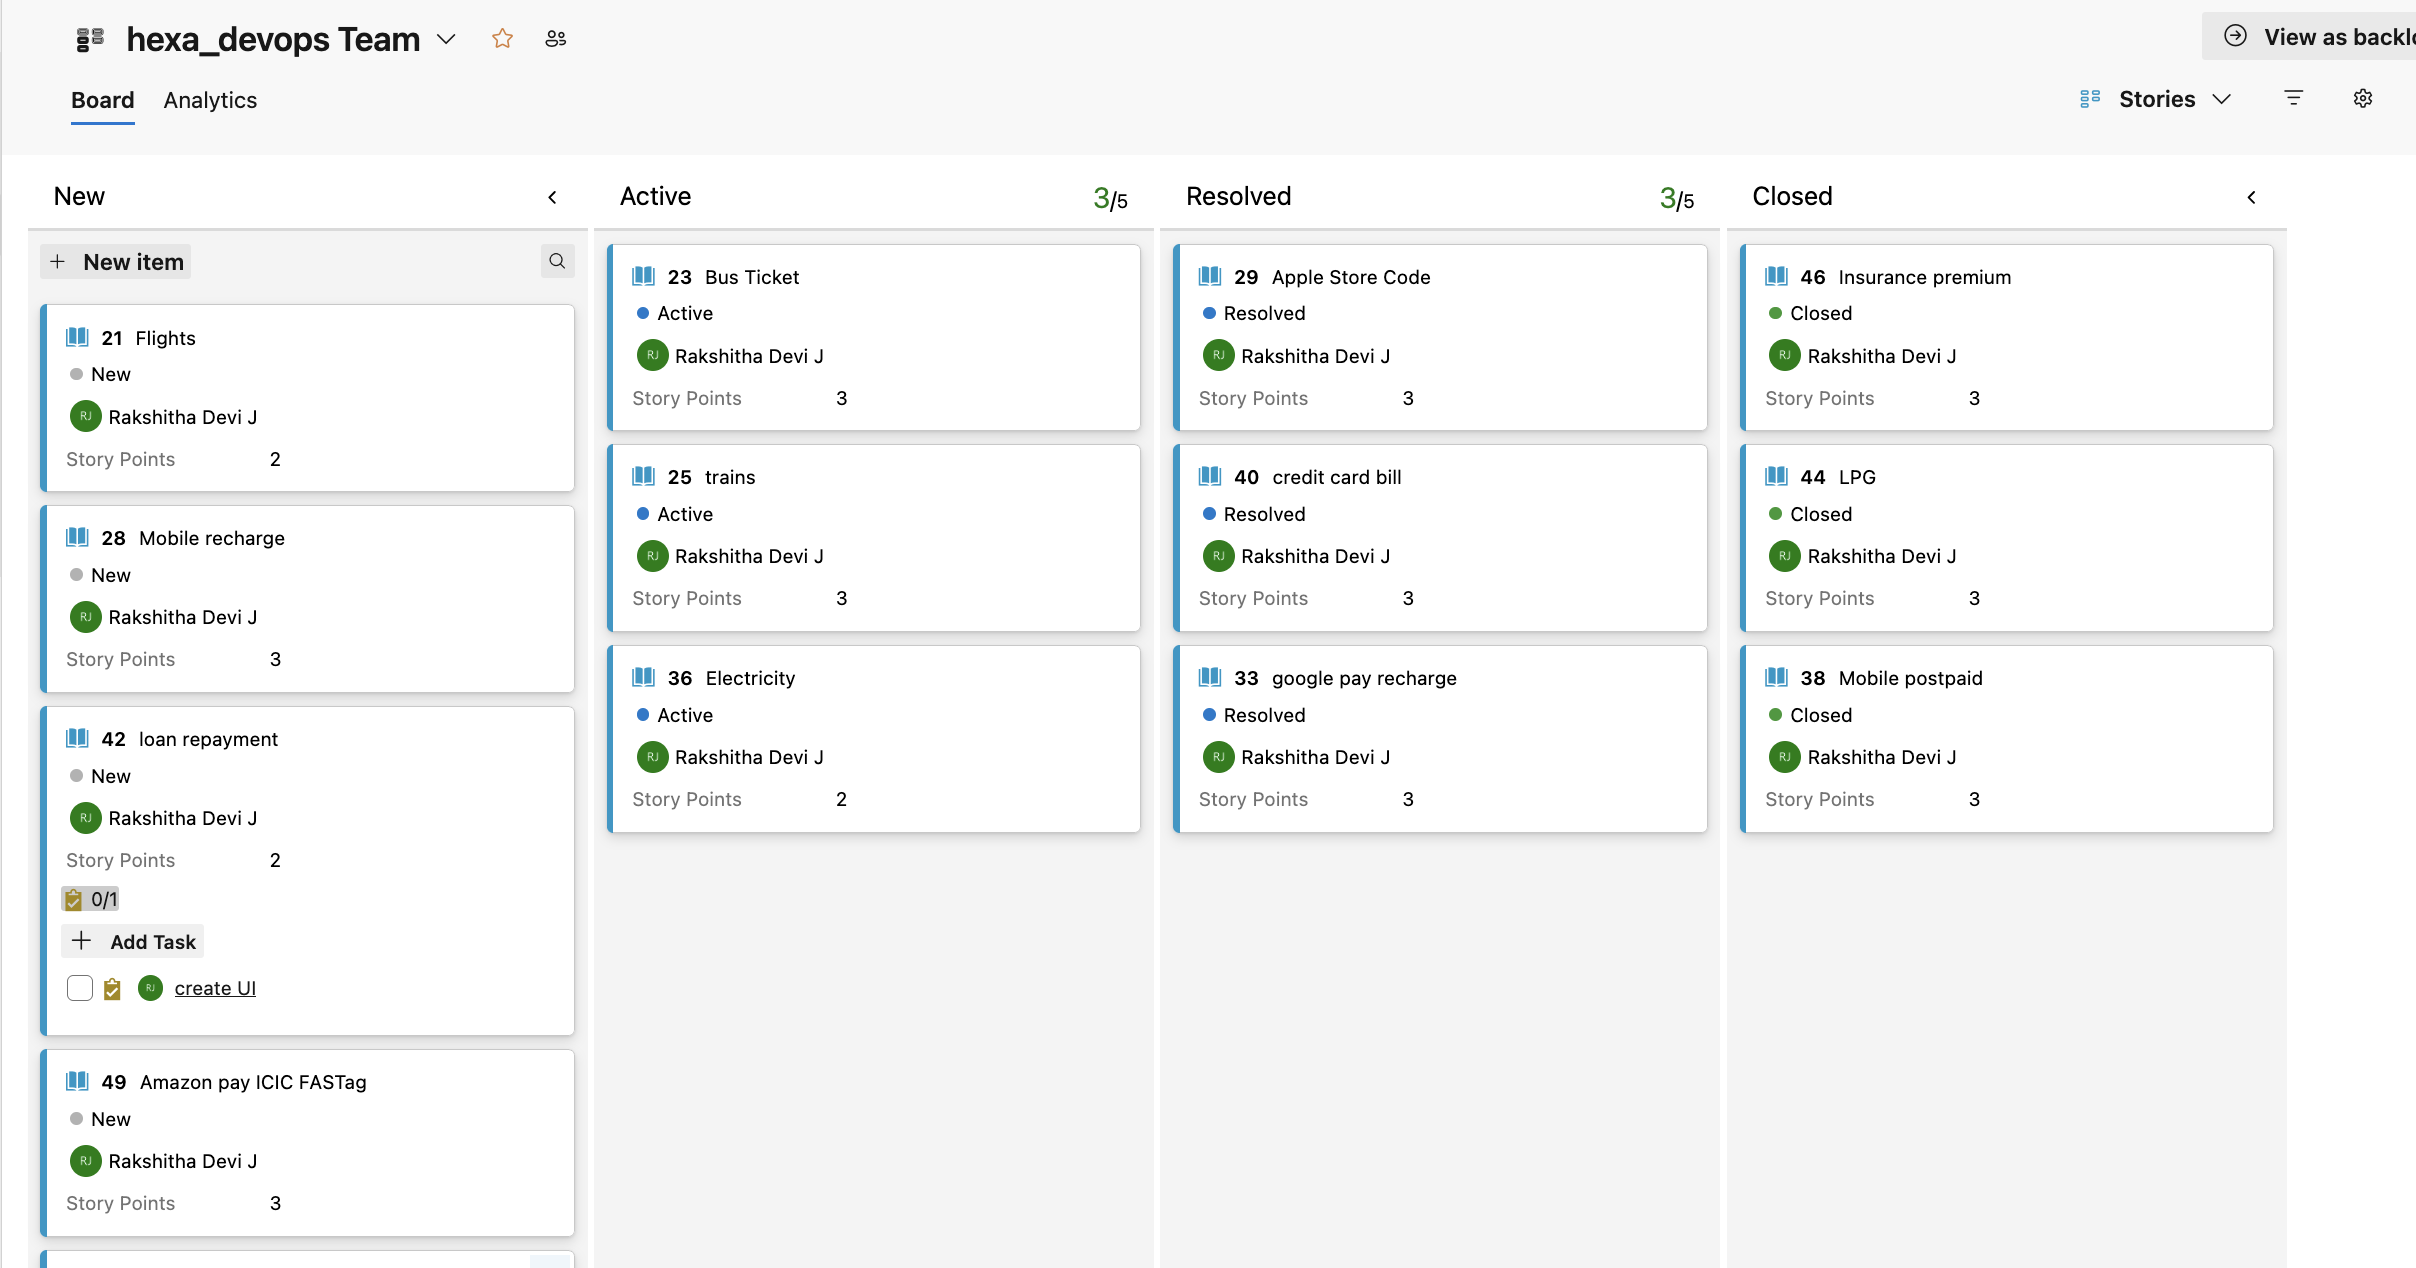 hexa_devops Team
View as backlo
Board Analytics
Stories
New
New item
21 Flights
New
RJ Rakshitha Devi J
Story Points 2
28 Mobile recharge
New
RJ Rakshitha Devi J
Story Points 3
42 loan repayment
New
RJ Rakshitha Devi J
Story Points 2
0/1
Add Task
RJ create UI
49 Amazon pay ICIC FASTag
New
RJ Rakshitha Devi J
Story Points 3
Active 3/5
23 Bus Ticket
Active
RJ Rakshitha Devi J
Story Points 3
25 trains
Active
RJ Rakshitha Devi J
Story Points 3
36 Electricity
Active
RJ Rakshitha Devi J
Story Points 2
Resolved 3/5
29 Apple Store Code
Resolved
RJ Rakshitha Devi J
Story Points 3
40 credit card bill
Resolved
RJ Rakshitha Devi J
Story Points 3
33 google pay recharge
Resolved
RJ Rakshitha Devi J
Story Points 3
Closed
46 Insurance premium
Closed
RJ Rakshitha Devi J
Story Points 3
44 LPG
Closed
RJ Rakshitha Devi J
Story Points 3
38 Mobile postpaid
Closed
RJ Rakshitha Devi J
Story Points 3